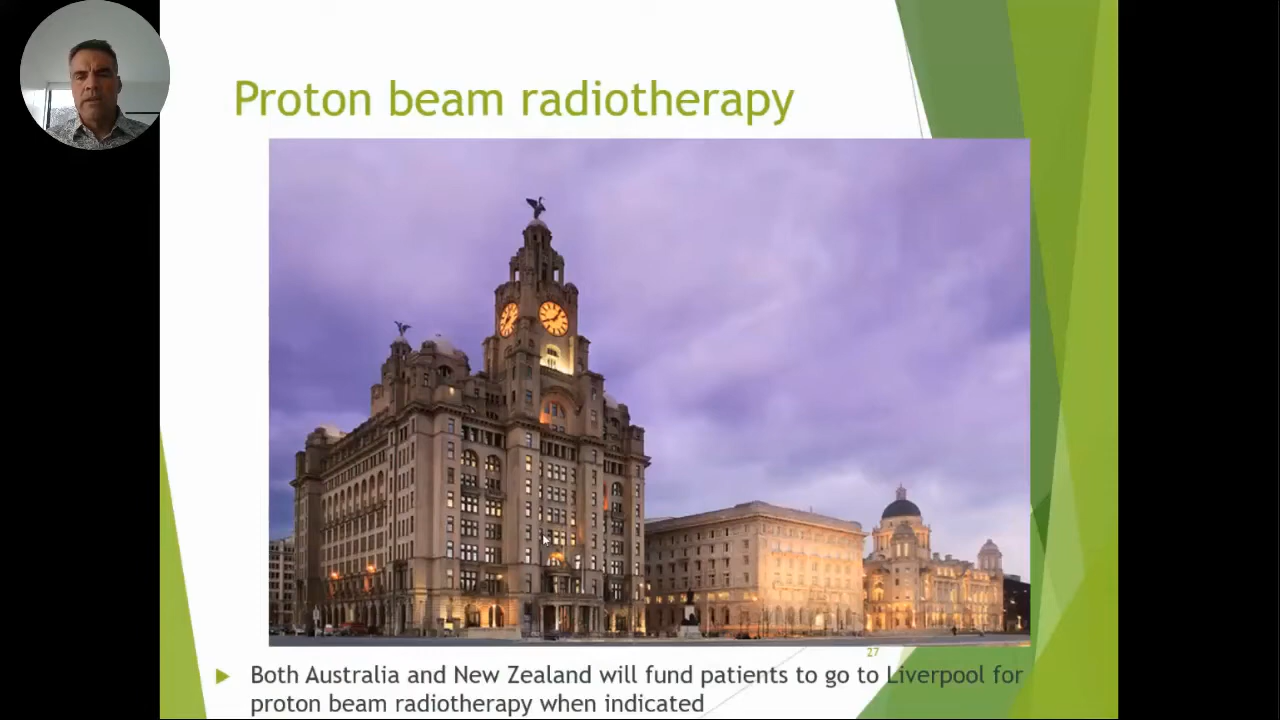 Proton beam radiotherapy
27
Both Australia and New Zealand will fund patients to go to Liverpool for
proton beam radiotherapy when indicated